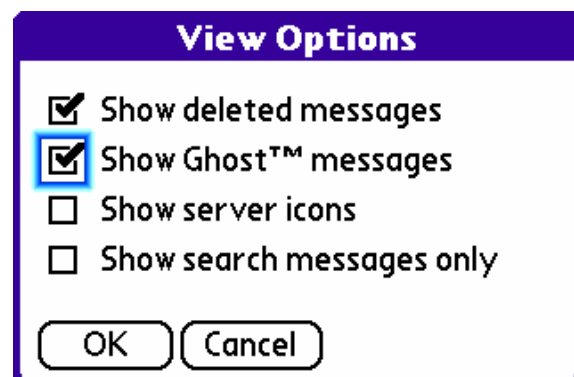 View Options
Show deleted messages
Show Ghost™ messages
Show server icons
Show search messages only
OK Cancel